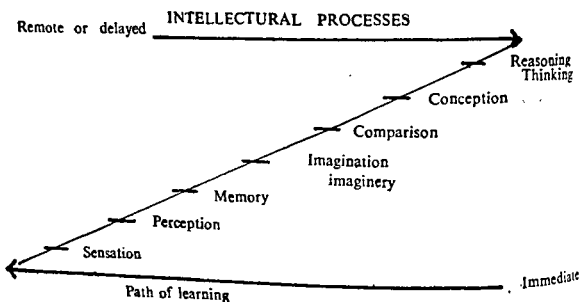 INTELLECTURAL PROCESSES
Remote or delayed
Reasoning
Thinking
Conception
Comparison
Imagination
imaginery
Memory
Perception
Sensation
Immediate
Path of learning